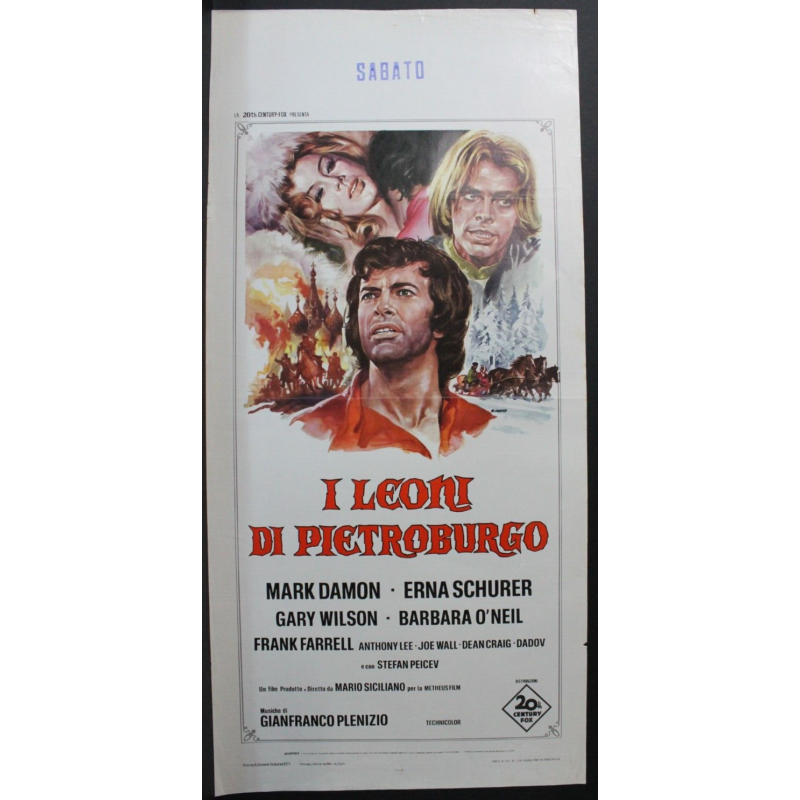 SABATO
LA 20th CENTURY-FOX PRESENTA
I LEONI
DI PIETROBURGO
MARK DAMON · ERNA SCHURER
GARY WILSON · BARBARA O'NEIL
FRANK FARRELL ANTHONY LEE · JOE WALL · DEAN CRAIG · DADOV
e con STEFAN PEICEV
Un film Prodotto e Diretto da MARIO SICILIANO per la METHEUS FILM
Musiche di
GIANFRANCO PLENIZIO
TECHNICOLOR
DISTRIBUZIONE
20th
CENTURY
FOX